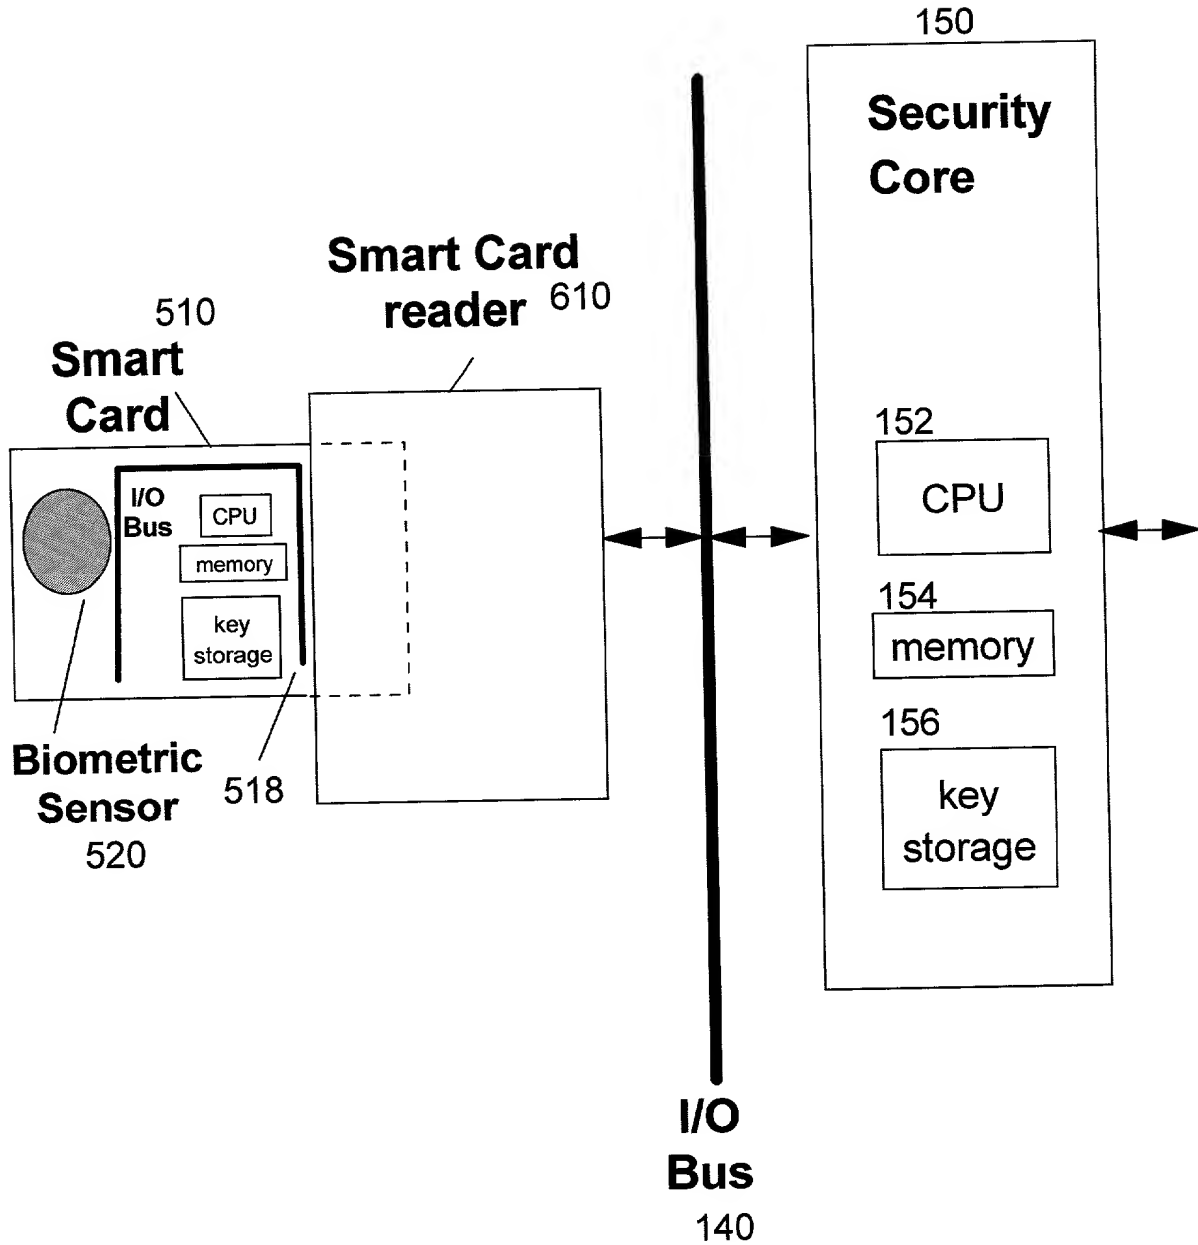 150
Security
Core
Smart Card
reader 610
510
Smart
Card
I/O
Bus
CPU
memory
key
storage
152
CPU
154
memory
156
key
storage
Biometric
Sensor
520
518
I/O
Bus
140